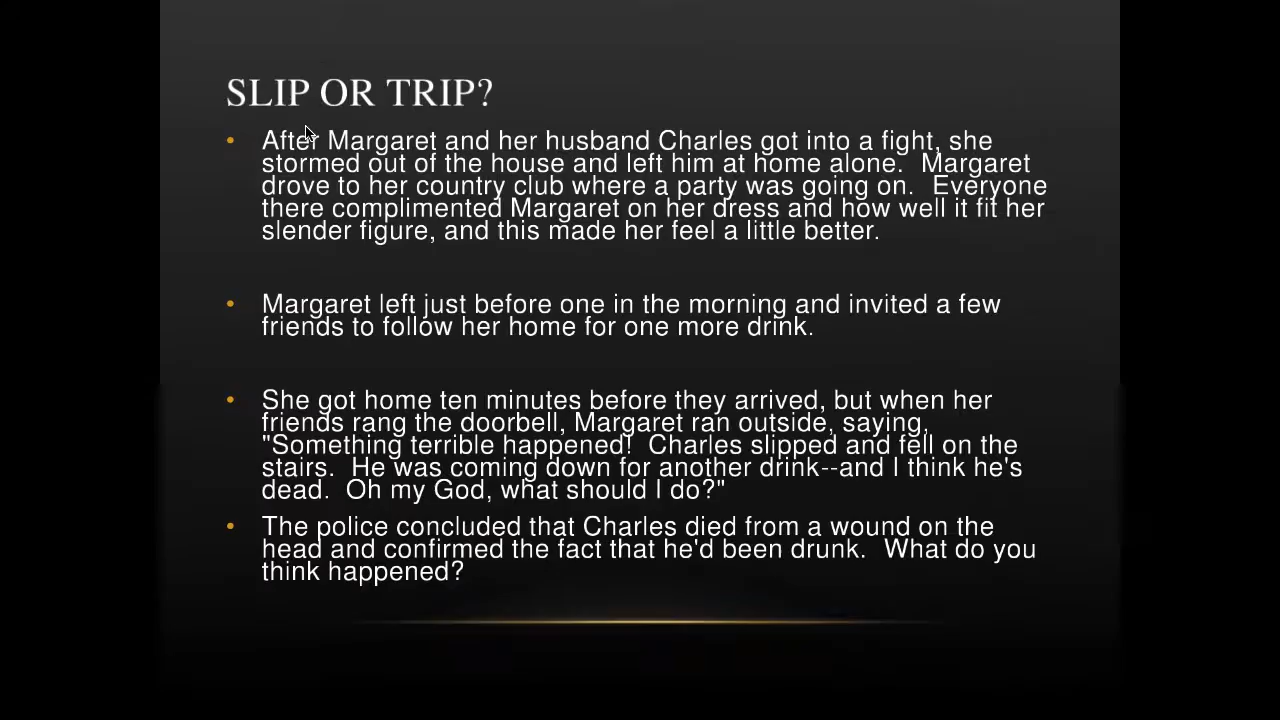 SLIP OR TRIP?
• After Margaret and her husband Charles got into a fight, she
stormed out of the house and left him at home alone.  Margaret
drove to her country club where a party was going on.  Everyone
there complimented Margaret on her dress and how well it fit her
slender figure, and this made her feel a little better.
• Margaret left just before one in the morning and invited a few
friends to follow her home for one more drink.
• She got home ten minutes before they arrived, but when her
friends rang the doorbell, Margaret ran outside, saying,
"Something terrible happened!  Charles slipped and fell on the
stairs.  He was coming down for another drink--and I think he's
dead.  Oh my God, what should I do?"
• The police concluded that Charles died from a wound on the
head and confirmed the fact that he'd been drunk.  What do you
think happened?